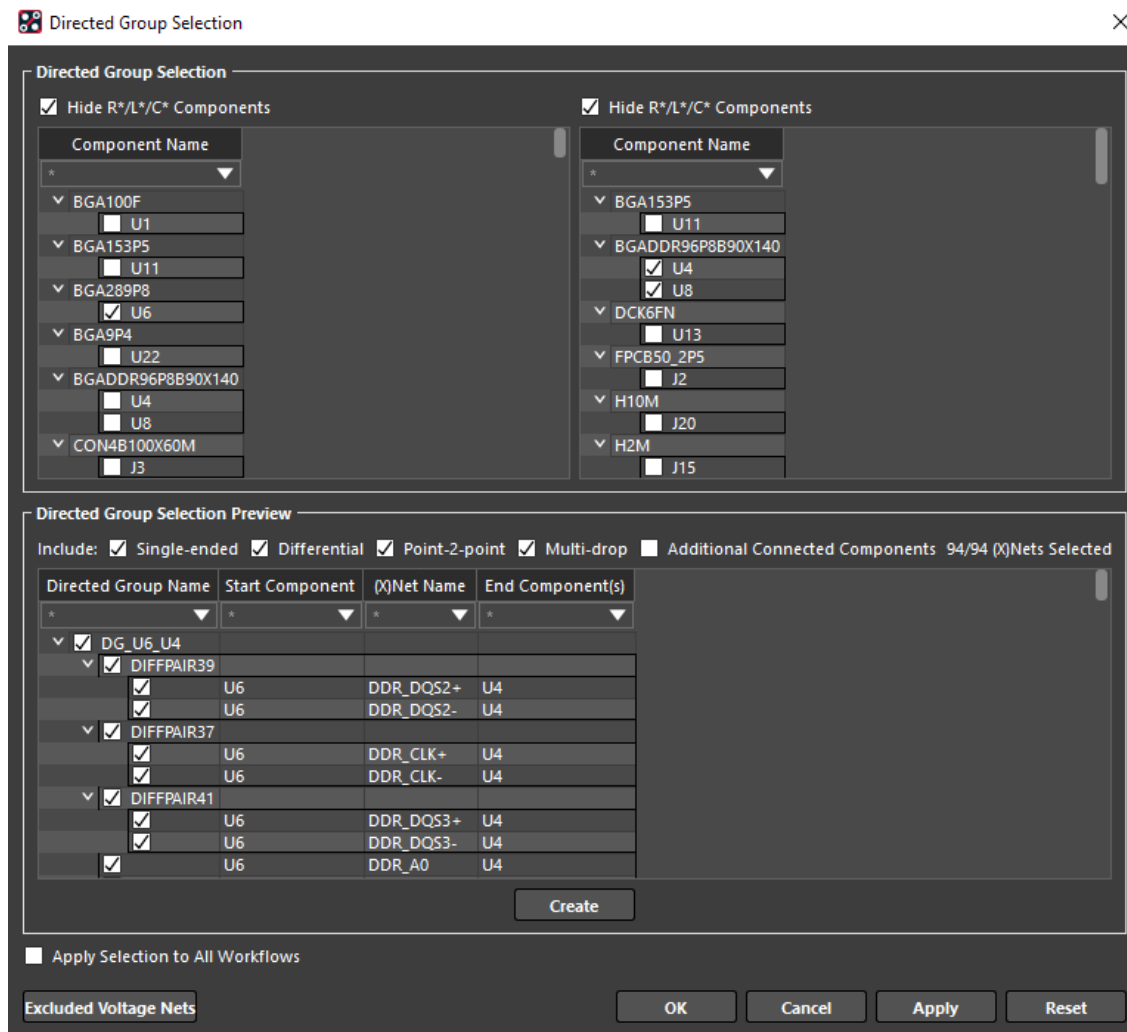 Directed Group Selection
Directed Group Selection
Hide R*/L*/C* Components
Component Name
*
BGA100F
U1
BGA153P5
U11
BGA289P8
U6
BGA9P4
U22
BGADDR96P8B90X140
U4
U8
CON4B100X60M
J3
Hide R*/L*/C* Components
Component Name
*
BGA153P5
U11
BGADDR96P8B90X140
U4
U8
DCK6FN
U13
FPCB50_2P5
J2
H10M
J20
H2M
J15
Directed Group Selection Preview
Include: Single-ended Differential Point-2-point Multi-drop Additional Connected Components 94/94 (X)Nets Selected
Directed Group Name Start Component (X)Net Name End Component(s)
* * * *
DG_U6_U4
DIFFPAIR39
U6 DDR_DQS2+ U4
U6 DDR_DQS2- U4
DIFFPAIR37
U6 DDR_CLK+ U4
U6 DDR_CLK- U4
DIFFPAIR41
U6 DDR_DQS3+ U4
U6 DDR_DQS3- U4
U6 DDR_A0 U4
Create
Apply Selection to All Workflows
Excluded Voltage Nets OK Cancel Apply Reset